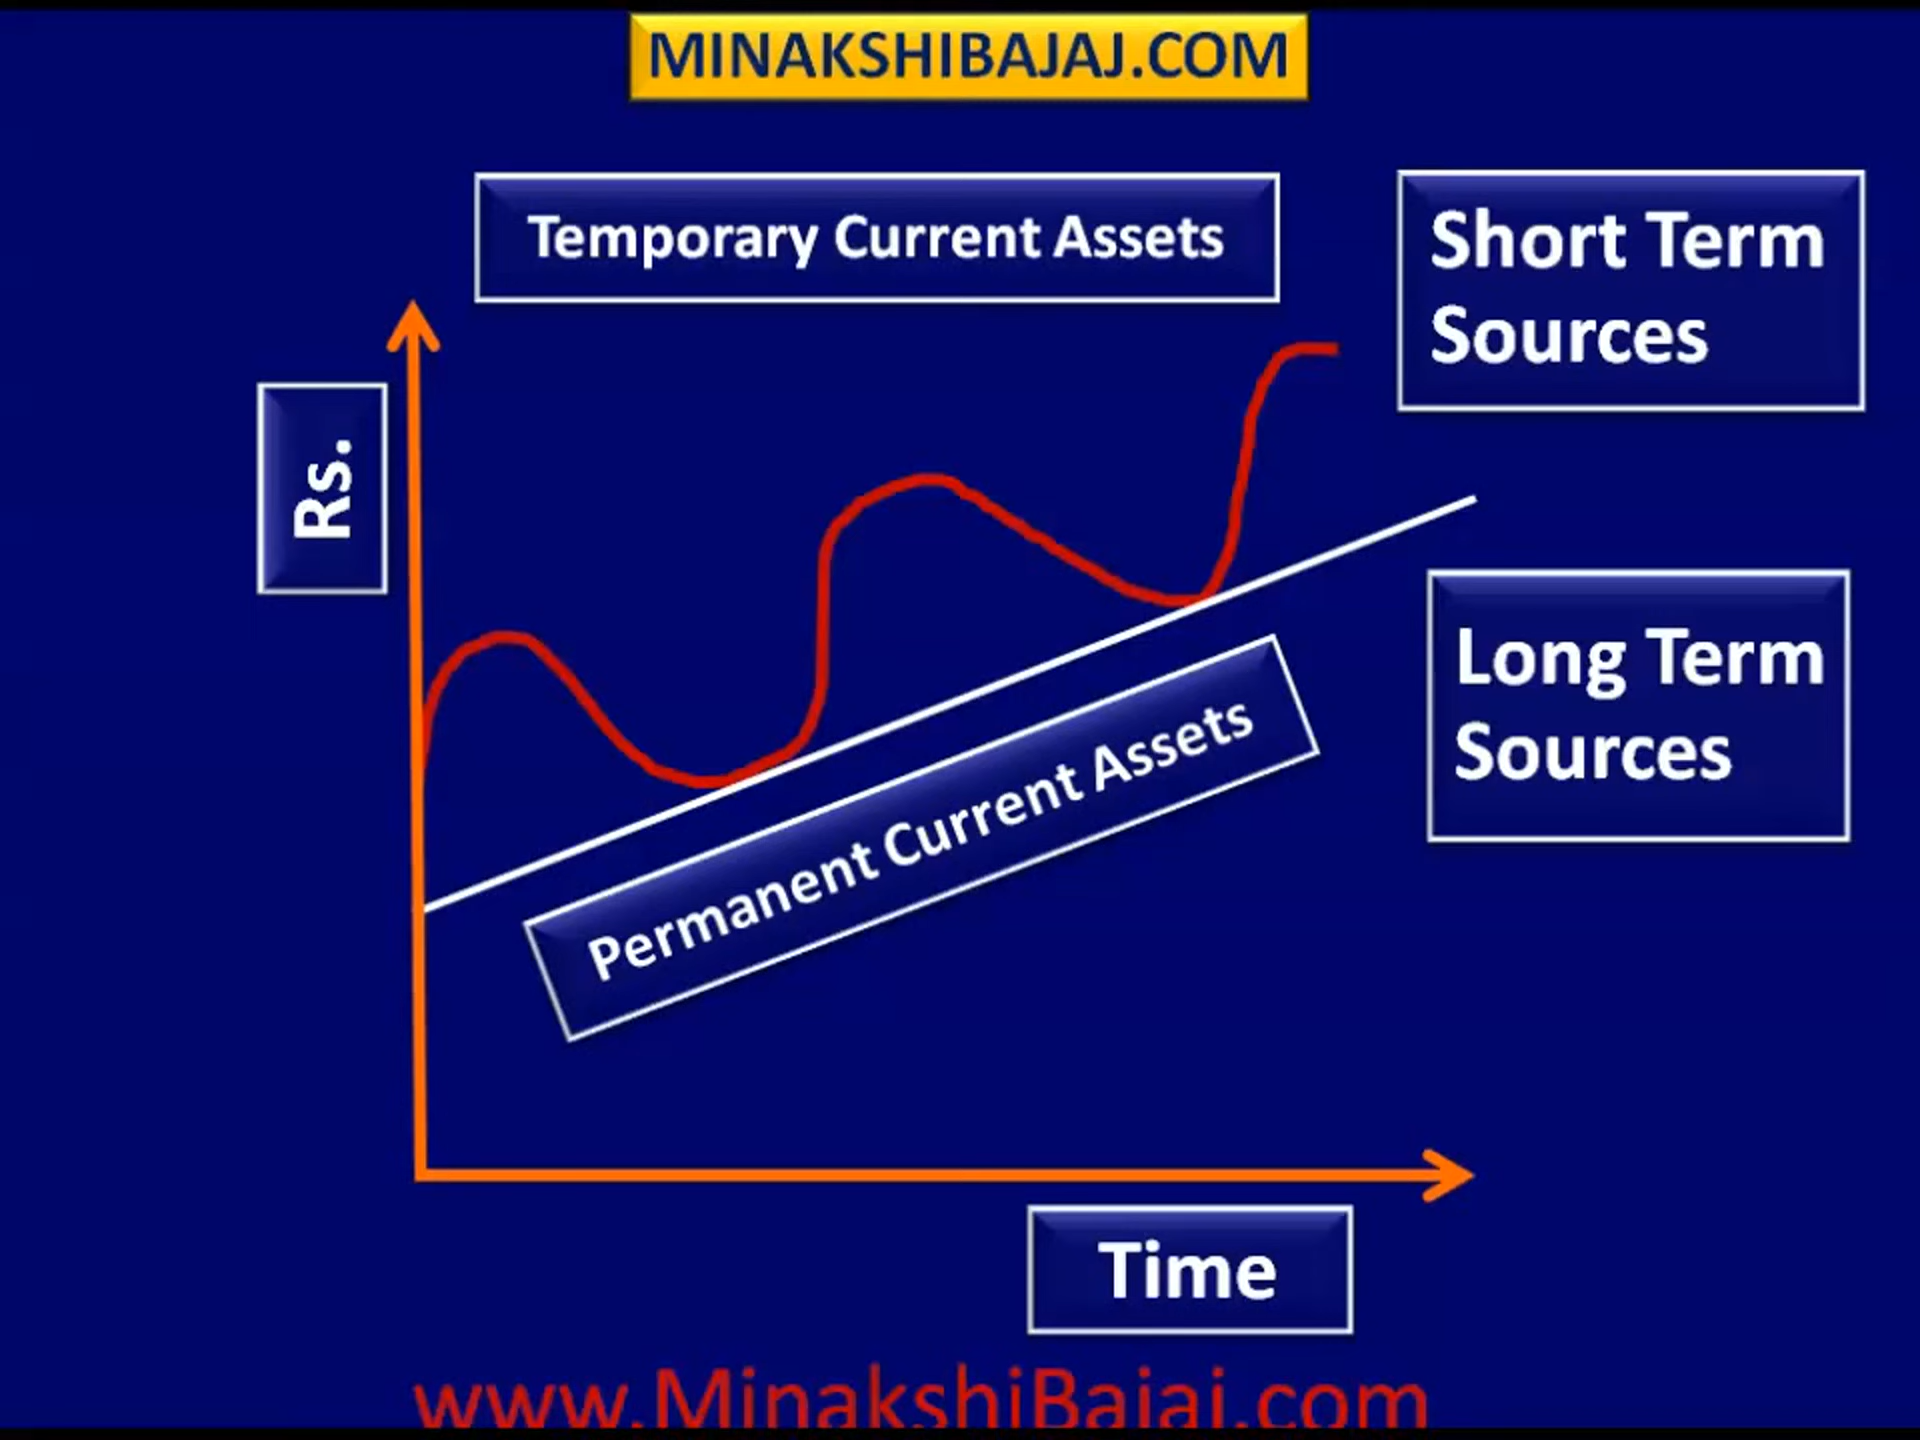 MINAKSHIBAJAJ.COM
Temporary Current Assets
Short Term
Sources
Rs.
Long Term
Sources
Permanent Current Assets
Time
www.MinakshiBajaj.com